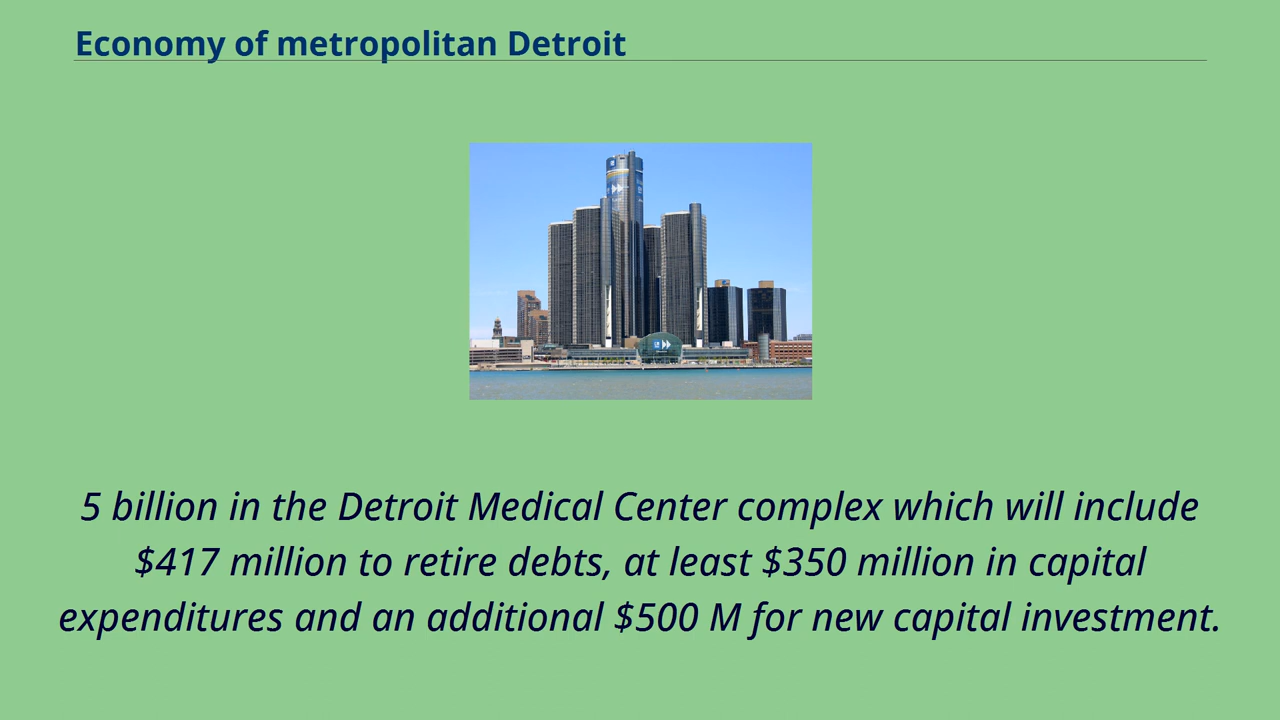 Economy of metropolitan Detroit
5 billion in the Detroit Medical Center complex which will include
$417 million to retire debts, at least $350 million in capital
expenditures and an additional $500 M for new capital investment.